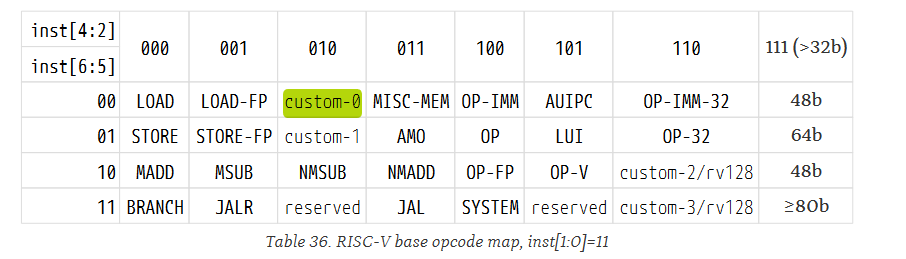 inst[4:2] 000 001 010 011 100 101 110 111 (>32b)
inst[6:5]
00 LOAD LOAD-FP custom-0 MISC-MEM OP-IMM AUIPC OP-IMM-32 48b
01 STORE STORE-FP custom-1 AMO OP LUI OP-32 64b
10 MADD MSUB NMSUB NMADD OP-FP OP-V custom-2/rv128 48b
11 BRANCH JALR reserved JAL SYSTEM reserved custom-3/rv128 ≥80b
Table 36. RISC-V base opcode map, inst[1:0]=11